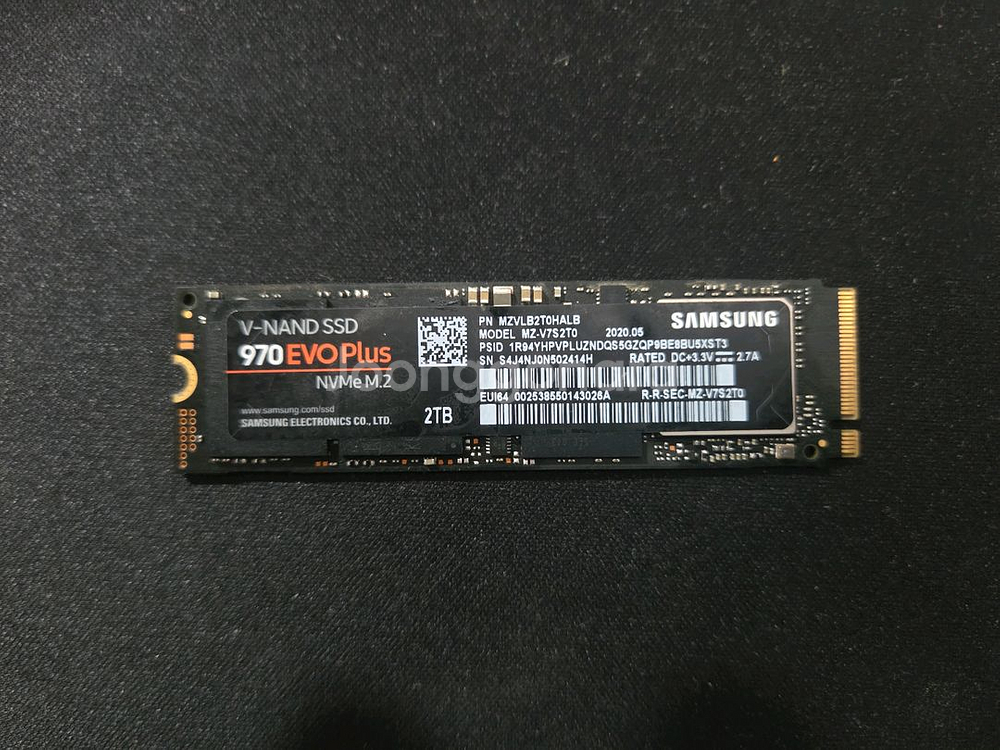 V-NAND SSD
970 EVO Plus
NVMe M.2
www.samsung.com/ssd
SAMSUNG ELECTRONICS CO., LTD.
2TB
PN MZVLB2T0HALB
MODEL MZ-V7S2T0 2020.05
PSID 1R94YHPVPLUZNDQS5GZQP9BE8BU5XST3
SN S4J4NJ0N502414H RATED DC+3.3V 2.7A
EUI64 002538550143026A R-R-SEC-MZ-V7S2T0
SAMSUNG